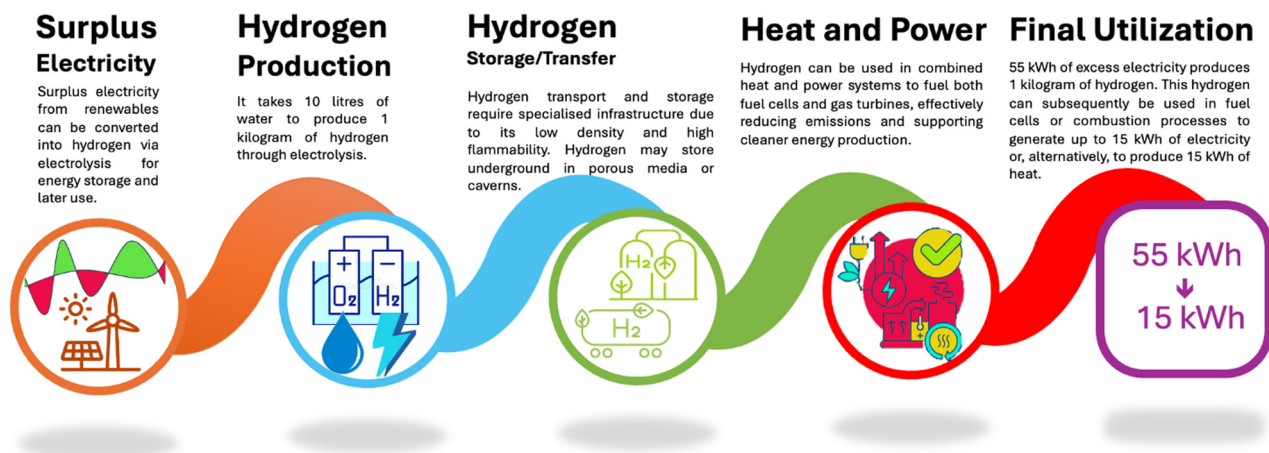 Surplus
Electricity
Surplus electricity
from renewables
can be converted
into hydrogen via
electrolysis for
energy storage and
later use.
Hydrogen
Production
It takes 10 litres of
water to produce 1
kilogram of hydrogen
through electrolysis.
Hydrogen
Storage/Transfer
Hydrogen transport and storage
require specialised infrastructure due
to its low density and high
flammability. Hydrogen may store
underground in porous media or
caverns.
Heat and Power
Hydrogen can be used in combined
heat and power systems to fuel both
fuel cells and gas turbines, effectively
reducing emissions and supporting
cleaner energy production.
Final Utilization
55 kWh of excess electricity produces
1 kilogram of hydrogen. This hydrogen
can subsequently be used in fuel
cells or combustion processes to
generate up to 15 kWh of electricity
or, alternatively, to produce 15 kWh of
heat.
+ −
O₂ H₂
H₂
H₂
55 kWh
15 kWh